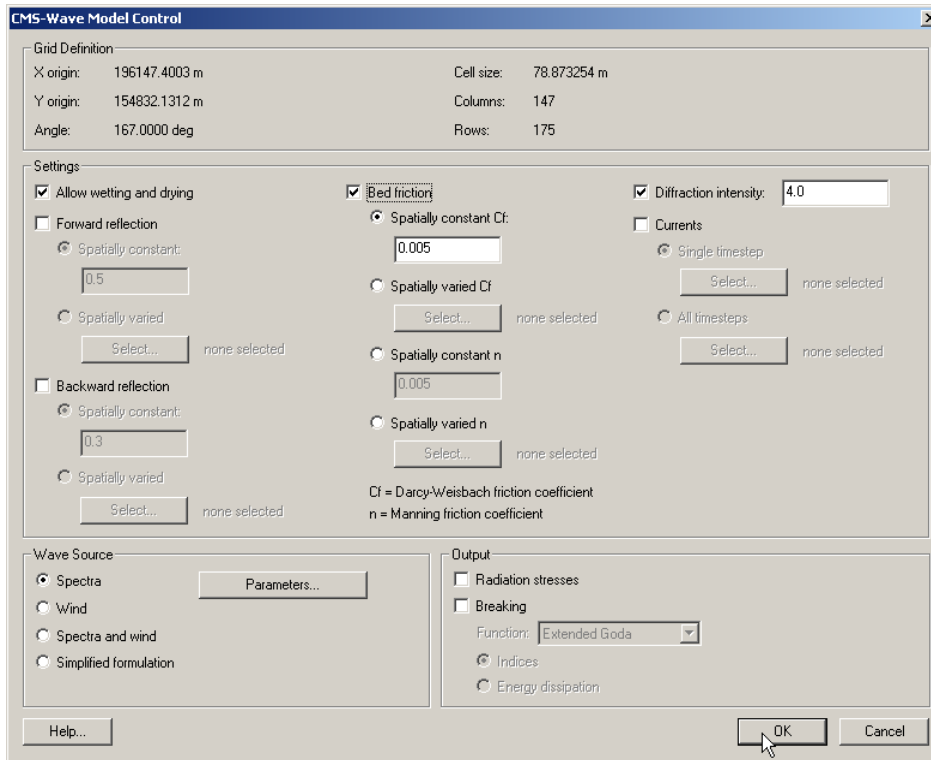 CMS-Wave Model Control
Grid Definition
X origin: 196147.4003 m
Cell size: 78.873254 m
Y origin: 154832.1312 m
Columns: 147
Angle: 167.0000 deg
Rows: 175
Settings
Allow wetting and drying
Forward reflection
Spatially constant:
0.5
Spatially varied
Select... none selected
Backward reflection
Spatially constant:
0.3
Spatially varied
Select... none selected
Bed friction
Spatially constant Cf:
0.005
Spatially varied Cf
Select... none selected
Spatially constant n
0.005
Spatially varied n
Select... none selected
Cf = Darcy-Weisbach friction coefficient
n = Manning friction coefficient
Diffraction intensity: 4.0
Currents
Single timestep
Select... none selected
All timesteps
Select... none selected
Wave Source
Spectra
Parameters...
Wind
Spectra and wind
Simplified formulation
Output
Radiation stresses
Breaking
Function: Extended Goda
Indices
Energy dissipation
Help...
OK
Cancel